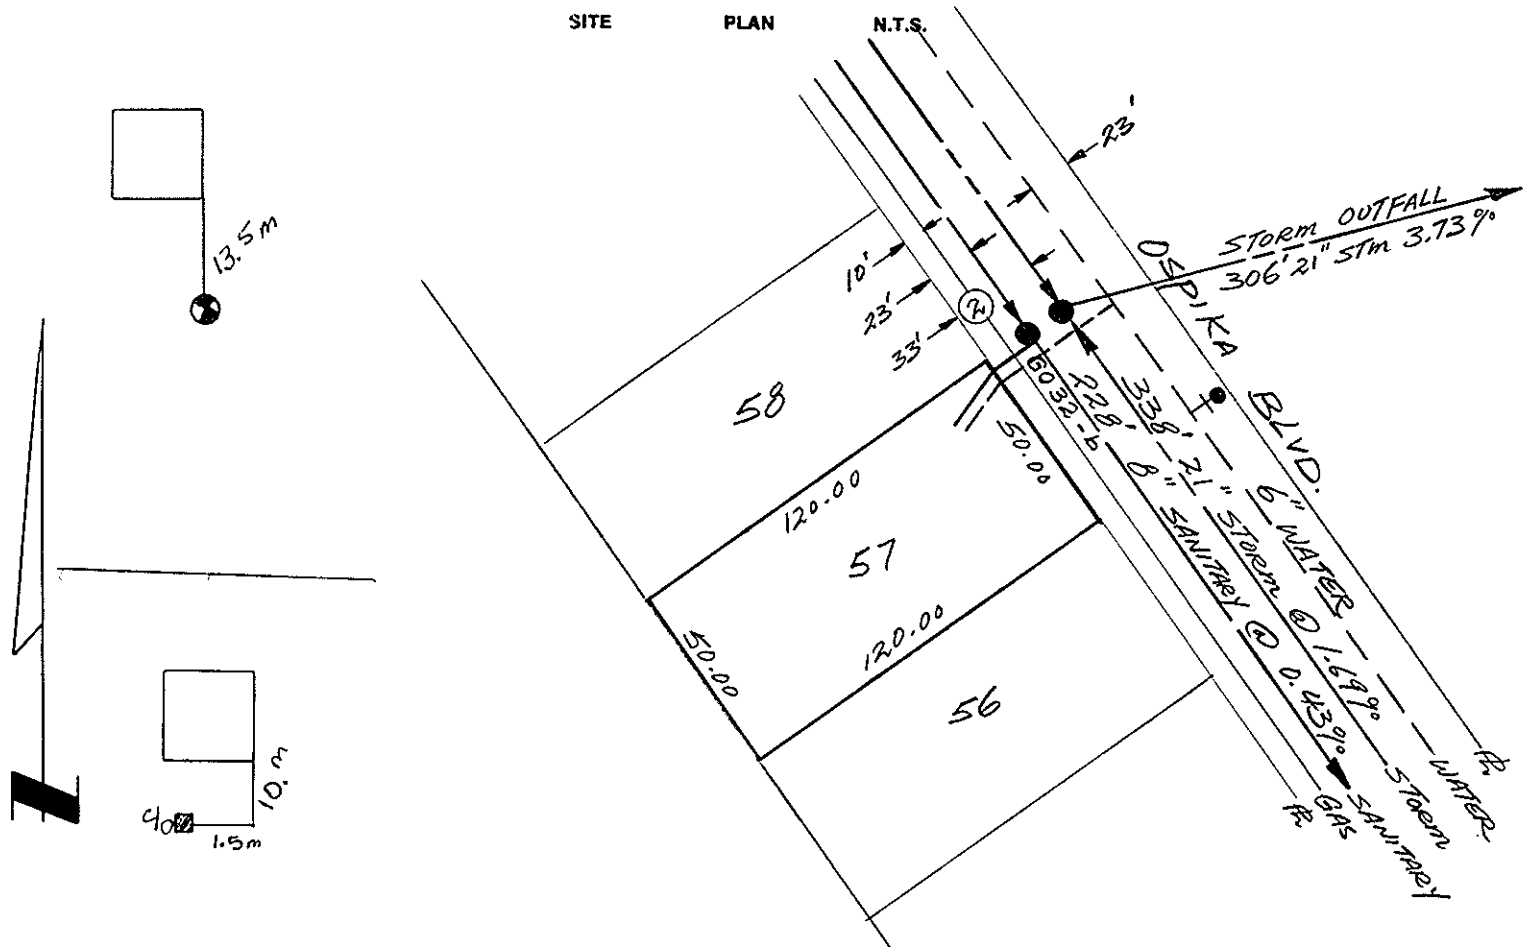 SITE PLAN N.T.S.
23'
STORM OUTFALL
306' 21" STM 3.73%
13.5m
10'
23'
33'
2
OSPIKA BLVD.
58
GO32-b
50.00
228' 8" SANITARY @ 0.43%
338' 21" STORM @ 1.69%
6" WATER
120.00
57
50.00
120.00
56
10.m
c/o
1.5m
GAS
SANITARY
STORM
WATER